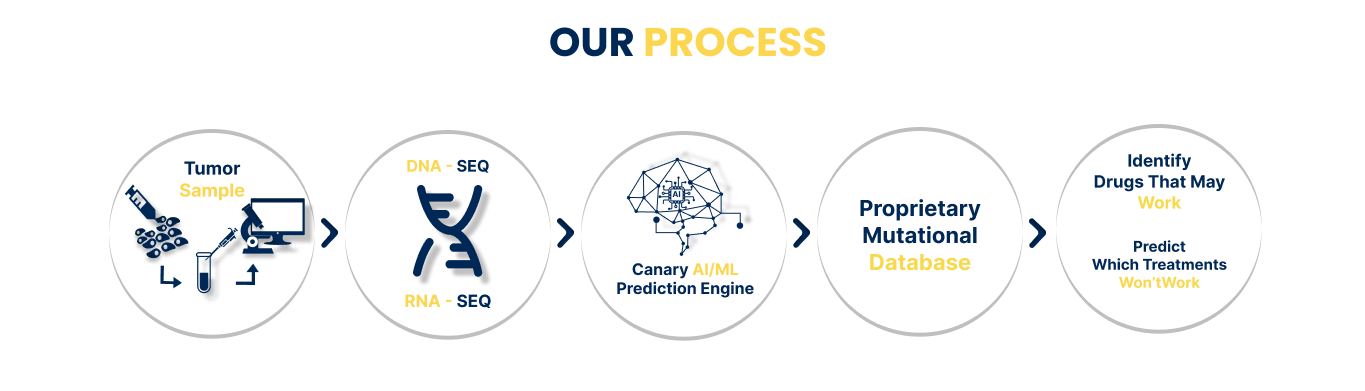 OUR PROCESS
Tumor
Sample
DNA - SEQ
RNA - SEQ
AI
Canary AI/ML
Prediction Engine
Proprietary
Mutational
Database
Identify
Drugs That May
Work
Predict
Which Treatments
Won'tWork